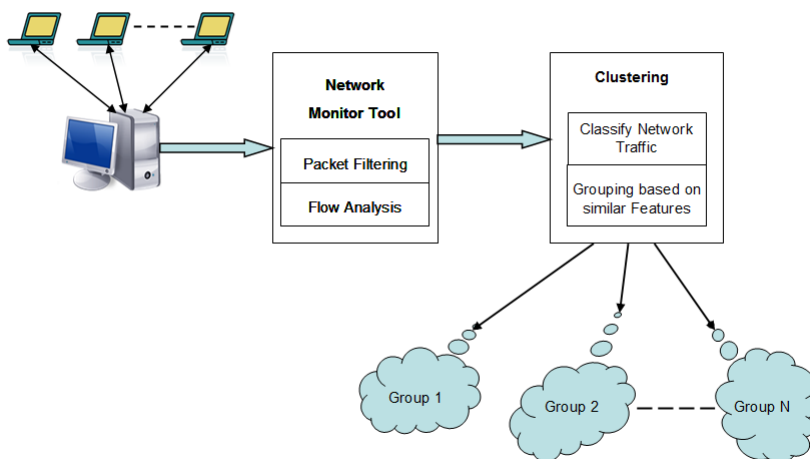 Network
Monitor Tool
Packet Filtering
Flow Analysis
Clustering
Classify Network
Traffic
Grouping based on
similar Features
Group 1
Group 2
Group N